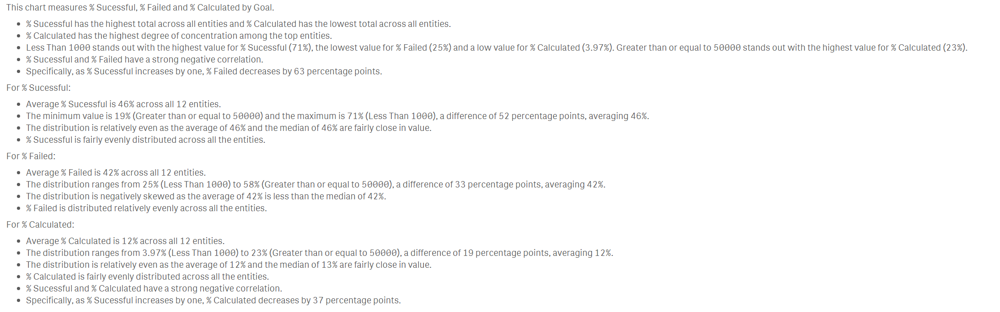 This chart measures % Sucessful, % Failed and % Calculated by Goal.
• % Sucessful has the highest total across all entities and % Calculated has the lowest total across all entities.
• % Calculated has the highest degree of concentration among the top entities.
• Less Than 1000 stands out with the highest value for % Sucessful (71%), the lowest value for % Failed (25%) and a low value for % Calculated (3.97%). Greater than or equal to 50000 stands out with the highest value for % Calculated (23%).
• % Sucessful and % Failed have a strong negative correlation.
• Specifically, as % Sucessful increases by one, % Failed decreases by 63 percentage points.
For % Sucessful:
• Average % Sucessful is 46% across all 12 entities.
• The minimum value is 19% (Greater than or equal to 50000) and the maximum is 71% (Less Than 1000), a difference of 52 percentage points, averaging 46%.
• The distribution is relatively even as the average of 46% and the median of 46% are fairly close in value.
• % Sucessful is fairly evenly distributed across all the entities.
For % Failed:
• Average % Failed is 42% across all 12 entities.
• The distribution ranges from 25% (Less Than 1000) to 58% (Greater than or equal to 50000), a difference of 33 percentage points, averaging 42%.
• The distribution is negatively skewed as the average of 42% is less than the median of 42%.
• % Failed is distributed relatively evenly across all the entities.
For % Calculated:
• Average % Calculated is 12% across all 12 entities.
• The distribution ranges from 3.97% (Less Than 1000) to 23% (Greater than or equal to 50000), a difference of 19 percentage points, averaging 12%.
• The distribution is relatively even as the average of 12% and the median of 13% are fairly close in value.
• % Calculated is fairly evenly distributed across all the entities.
• % Sucessful and % Calculated have a strong negative correlation.
• Specifically, as % Sucessful increases by one, % Calculated decreases by 37 percentage points.